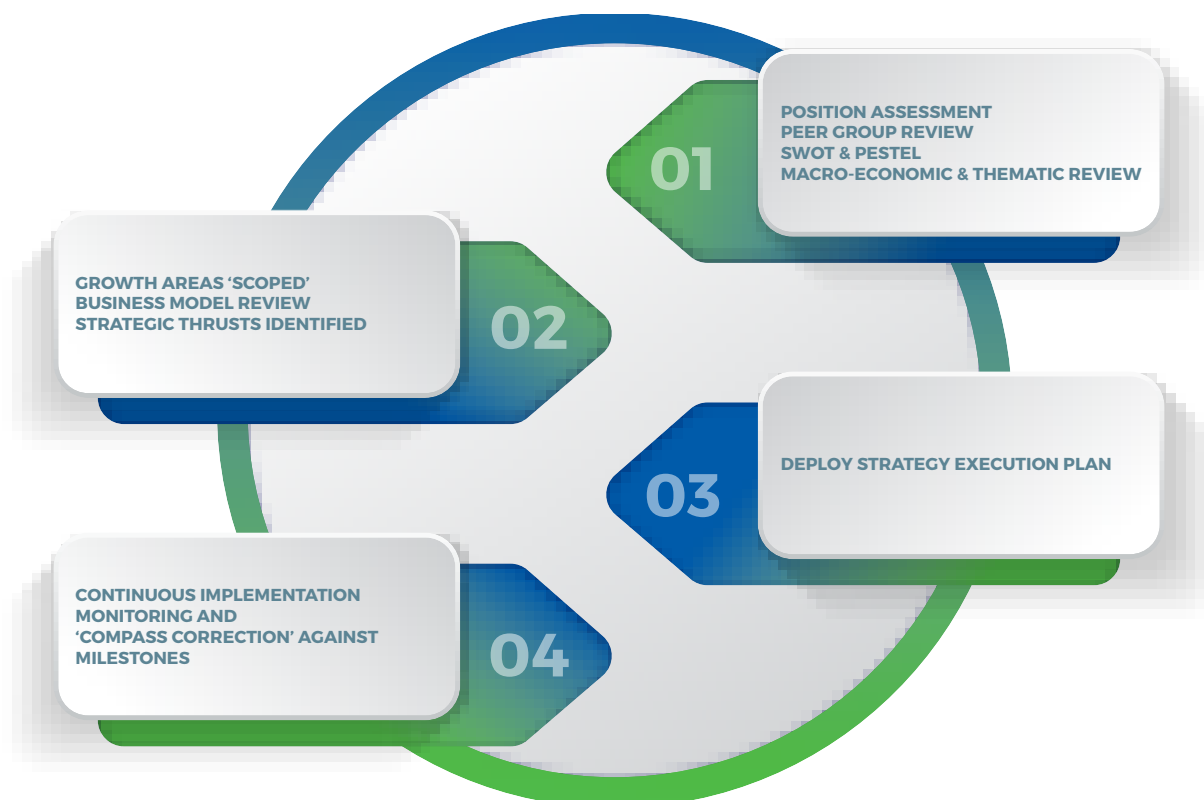 01
POSITION ASSESSMENT
PEER GROUP REVIEW
SWOT & PESTEL
MACRO-ECONOMIC & THEMATIC REVIEW
02
GROWTH AREAS ‘SCOPED’
BUSINESS MODEL REVIEW
STRATEGIC THRUSTS IDENTIFIED
03
DEPLOY STRATEGY EXECUTION PLAN
04
CONTINUOUS IMPLEMENTATION
MONITORING AND
‘COMPASS CORRECTION’ AGAINST
MILESTONES